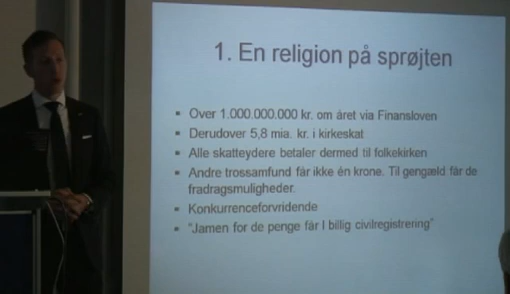 1. En religion på sprøjten
▪ Over 1.000.000.000 kr. om året via Finansloven
▪ Derudover 5,8 mia. kr. i kirkeskat
▪ Alle skatteydere betaler dermed til folkekirken
▪ Andre trossamfund får ikke én krone. Til gengæld får de
fradragsmuligheder.
▪ Konkurrenceforvridende
▪ "Jamen for de penge får I billig civilregistrering"